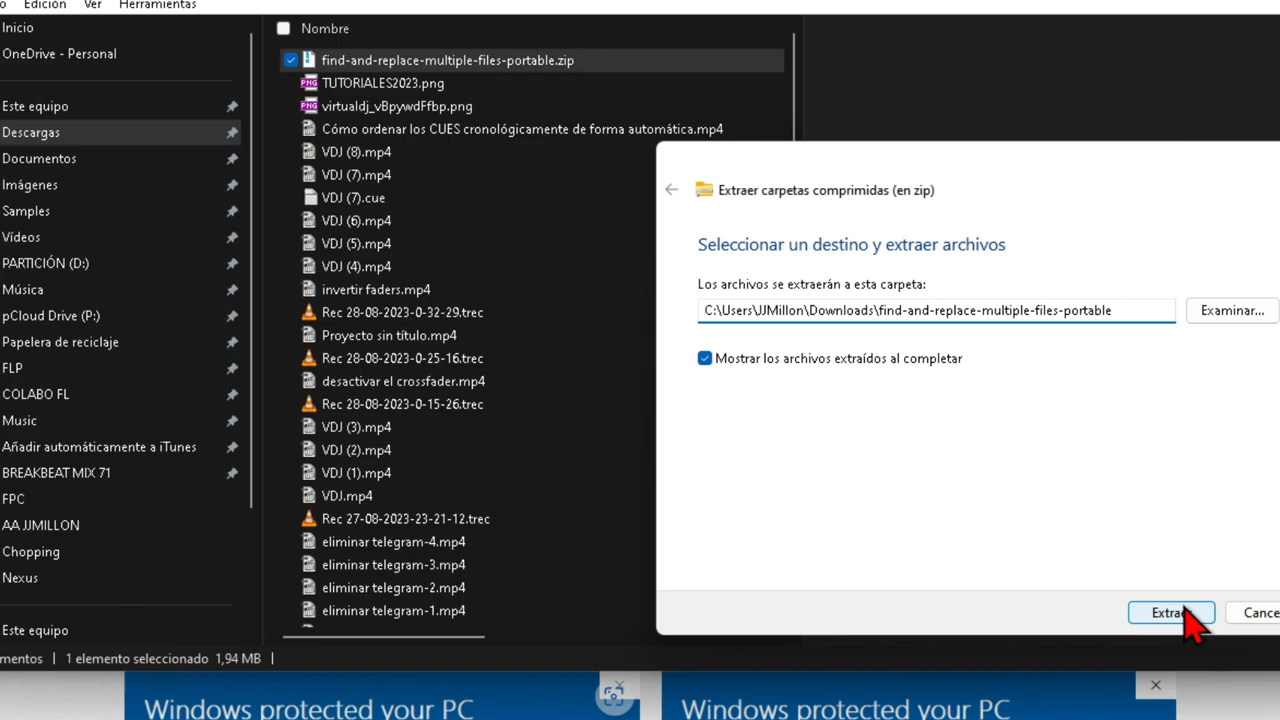 Edición Ver Herramientas
Inicio
OneDrive - Personal
Este equipo
Descargas
Documentos
Imágenes
Samples
Vídeos
PARTICIÓN (D:)
Música
pCloud Drive (P:)
Papelera de reciclaje
FLP
COLABO FL
Music
Añadir automáticamente a iTunes
BREAKBEAT MIX 71
FPC
AA JJMILLON
Chopping
Nexus
Este equipo
Nombre
find-and-replace-multiple-files-portable.zip
TUTORIALES2023.png
virtualdj_vBpywdFfbp.png
Cómo ordenar los CUES cronológicamente de forma automática.mp4
VDJ (8).mp4
VDJ (7).mp4
VDJ (7).cue
VDJ (6).mp4
VDJ (5).mp4
VDJ (4).mp4
invertir faders.mp4
Rec 28-08-2023-0-32-29.trec
Proyecto sin título.mp4
Rec 28-08-2023-0-25-16.trec
desactivar el crossfader.mp4
Rec 28-08-2023-0-15-26.trec
VDJ (3).mp4
VDJ (2).mp4
VDJ (1).mp4
VDJ.mp4
Rec 27-08-2023-23-21-12.trec
eliminar telegram-4.mp4
eliminar telegram-3.mp4
eliminar telegram-2.mp4
eliminar telegram-1.mp4
Extraer carpetas comprimidas (en zip)
Seleccionar un destino y extraer archivos
Los archivos se extraerán a esta carpeta:
C:\Users\JJMillon\Downloads\find-and-replace-multiple-files-portable
Examinar...
Mostrar los archivos extraídos al completar
Extrae
Cance
mentos | 1 elemento seleccionado 1,94 MB |
Windows protected your PC
Windows protected your PC